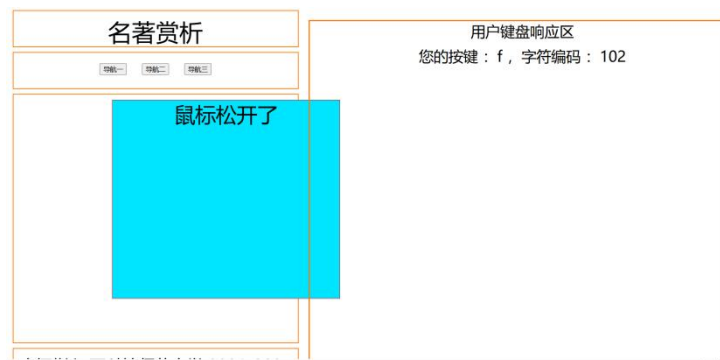 名著赏析
导航一 导航二 导航三
鼠标松开了
用户键盘响应区
您的按键 : f , 字符编码 : 102